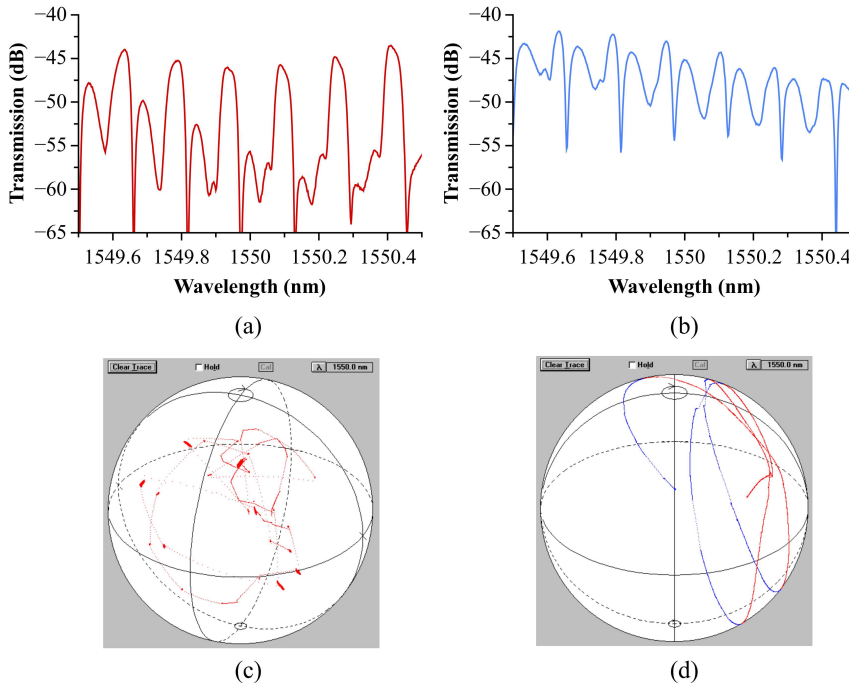 −40
−45
−50
−55
−60
−65
Transmission (dB)
1549.6 1549.8 1550 1550.2 1550.4
Wavelength (nm)
(a)
−40
−45
−50
−55
−60
−65
Transmission (dB)
1549.6 1549.8 1550 1550.2 1550.4
Wavelength (nm)
(b)
Clear Trace Hold Cal λ 1550.0 nm
(c)
Clear Trace Hold Cal λ 1550.0 nm
(d)